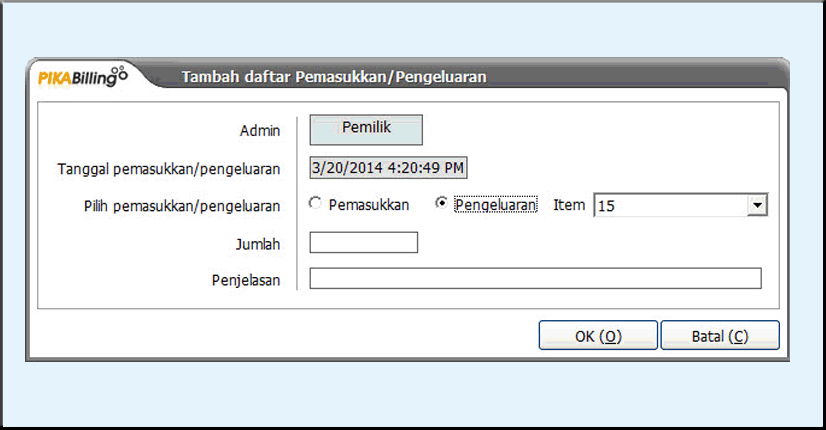 PIKABilling Tambah daftar Pemasukkan/Pengeluaran
Admin Pemilik
Tanggal pemasukkan/pengeluaran 3/20/2014 4:20:49 PM
Pilih pemasukkan/pengeluaran Pemasukkan Pengeluaran Item 15
Jumlah
Penjelasan
OK (O) Batal (C)